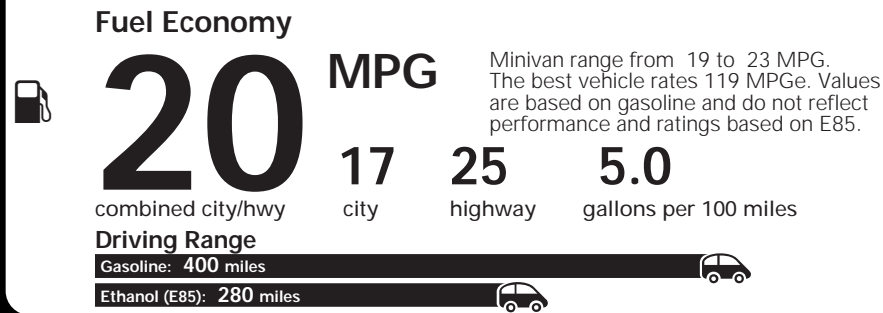 Fuel Economy
20
MPG
Minivan range from 19 to 23 MPG.
The best vehicle rates 119 MPGe. Values
are based on gasoline and do not reflect
performance and ratings based on E85.
17 25 5.0
combined city/hwy city highway gallons per 100 miles
Driving Range
Gasoline: 400 miles
Ethanol (E85): 280 miles